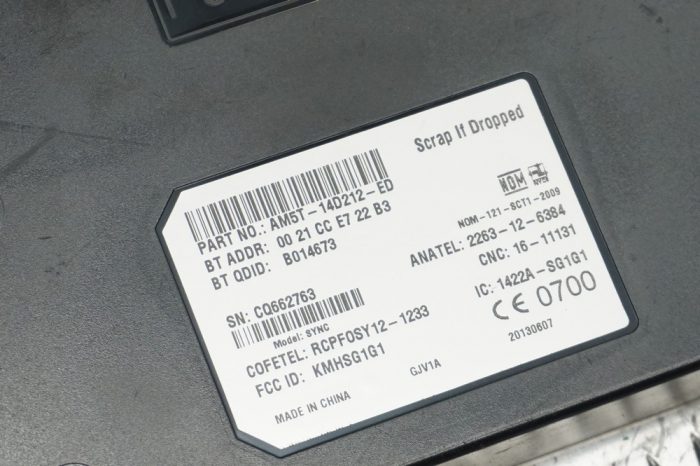 Scrap If Dropped
PART NO.: AM5T-14D212-ED
BT ADDR: 00 21 CC E7 22 B3
BT QDID: B014673
NOM
NYCE
NOM-121-SCT1-2009
ANATEL: 2263-12-6384
CNC: 16-11131
IC: 1422A-SG1G1
CE 0700
SN: CQ662763
Model: SYNC
COFETEL: RCPFOSY12-1233
FCC ID: KMHSG1G1
GJV1A
20130607
MADE IN CHINA